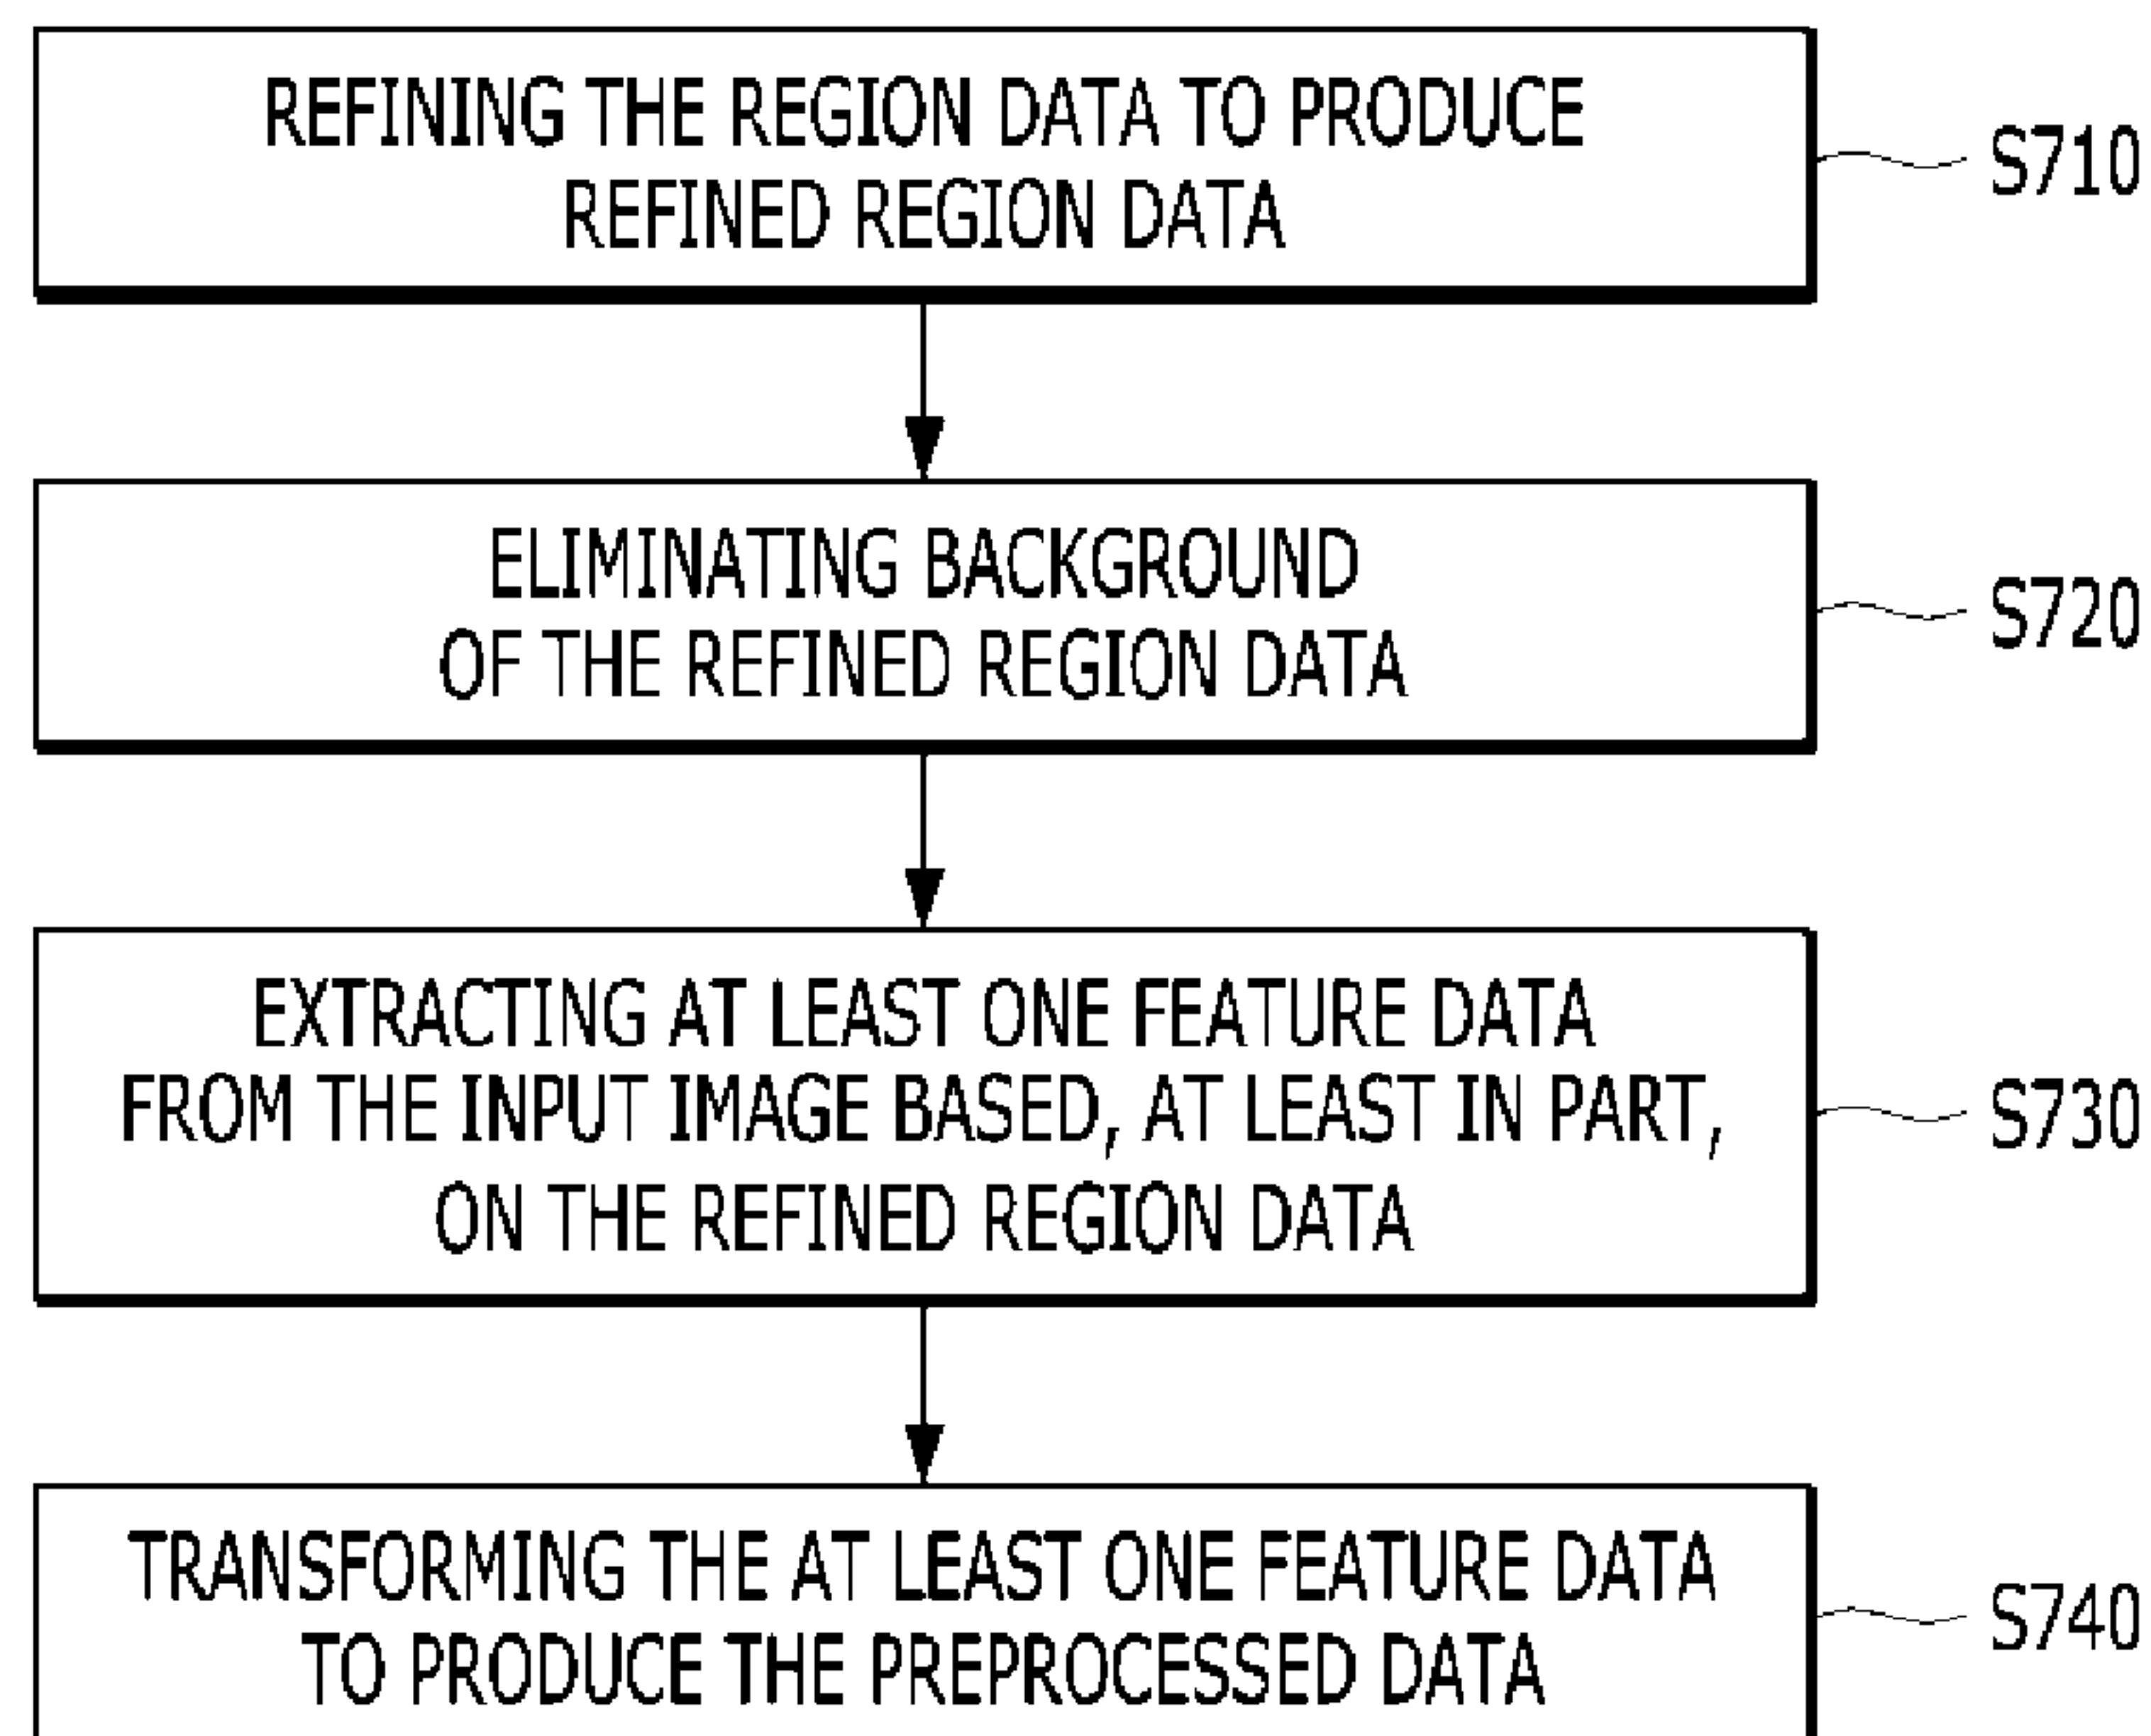 REFINING THE REGION DATA TO PRODUCE
REFINED REGION DATA
S710
ELIMINATING BACKGROUND
OF THE REFINED REGION DATA
S720
EXTRACTING AT LEAST ONE FEATURE DATA
FROM THE INPUT IMAGE BASED, AT LEAST IN PART,
ON THE REFINED REGION DATA
S730
TRANSFORMING THE AT LEAST ONE FEATURE DATA
TO PRODUCE THE PREPROCESSED DATA
S740